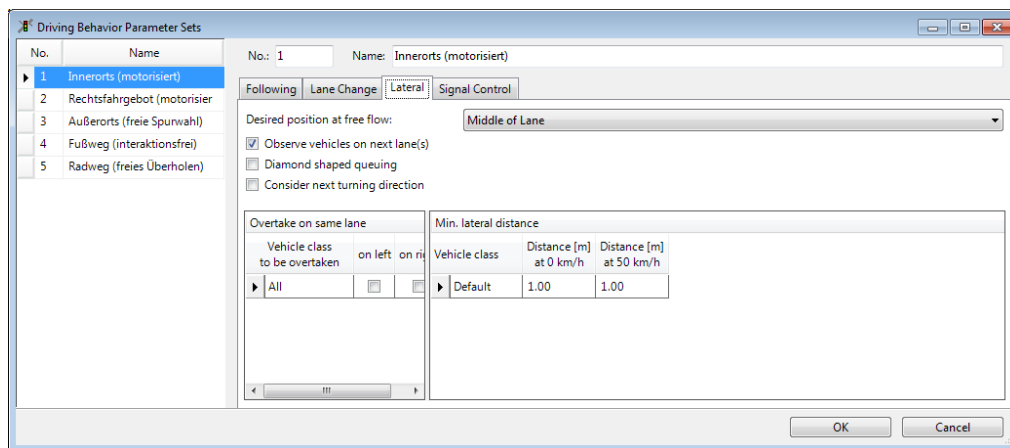 Driving Behavior Parameter Sets
No. Name
1 Innerorts (motorisiert)
2 Rechtsfahrgebot (motorisier
3 Außerorts (freie Spurwahl)
4 Fußweg (interaktionsfrei)
5 Radweg (freies Überholen)
No.: 1 Name: Innerorts (motorisiert)
Following Lane Change Lateral Signal Control
Desired position at free flow: Middle of Lane
Observe vehicles on next lane(s)
Diamond shaped queuing
Consider next turning direction
Overtake on same lane
Vehicle class
to be overtaken
on left on ri
All
Min. lateral distance
Vehicle class
Distance [m]
at 0 km/h
Distance [m]
at 50 km/h
Default 1.00 1.00
OK Cancel